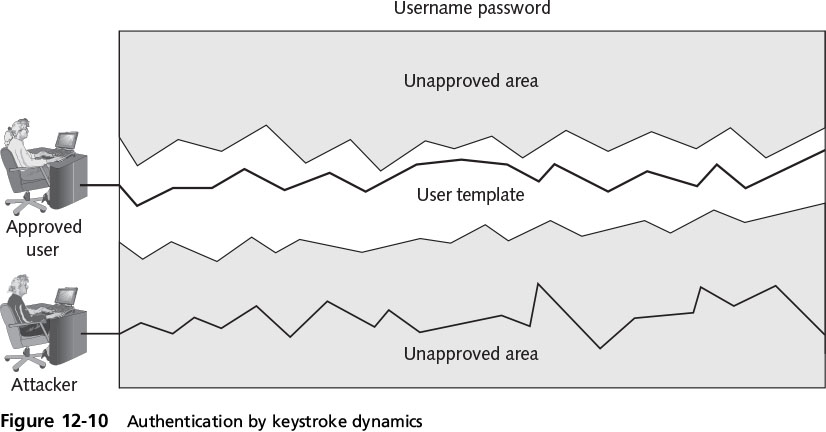 Username password
Unapproved area
User template
Approved
user
Unapproved area
Attacker
Figure 12-10 Authentication by keystroke dynamics